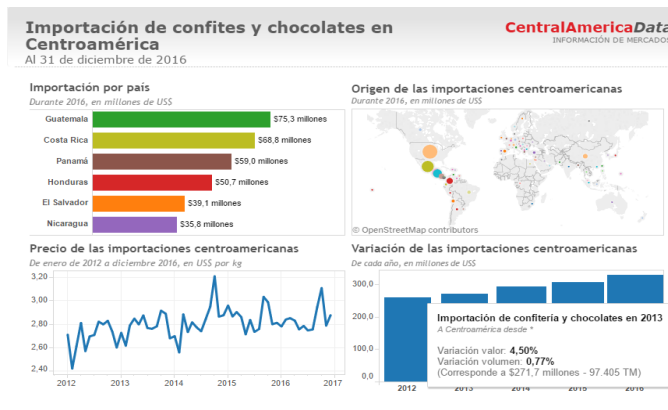 Importación de confites y chocolates en
Centroamérica
Al 31 de diciembre de 2016
CentralAmericaData
INFORMACIÓN DE MERCADOS
Importación por país
Durante 2016, en millones de US$
Guatemala $75,3 millones
Costa Rica $68,8 millones
Panamá $59,0 millones
Honduras $50,7 millones
El Salvador $39,1 millones
Nicaragua $35,8 millones
Origen de las importaciones centroamericanas
Durante 2016, en millones de US$
© OpenStreetMap contributors
Precio de las importaciones centroamericanas
De enero de 2012 a diciembre 2016, en US$ por kg
3,20
3,00
2,80
2,60
2,40
2012 2013 2014 2015 2016 2017
Variación de las importaciones centroamericanas
De cada año, en millones de US$
300,0
200,0
100,0
0,0
Importación de confitería y chocolates en 2013
A Centroamérica desde *
Variación valor: 4,50%
Variación volumen: 0,77%
(Corresponde a $271,7 millones - 97.405 TM)
2012 2013 2014 2015 2016